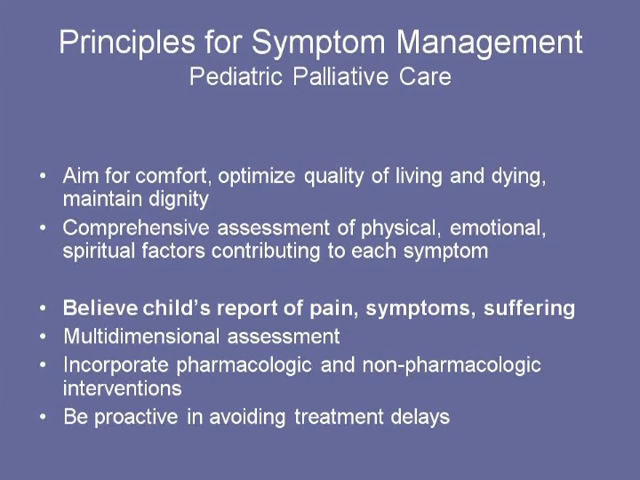 Principles for Symptom Management
Pediatric Palliative Care
• Aim for comfort, optimize quality of living and dying,
maintain dignity
• Comprehensive assessment of physical, emotional,
spiritual factors contributing to each symptom
• Believe child's report of pain, symptoms, suffering
• Multidimensional assessment
• Incorporate pharmacologic and non-pharmacologic
interventions
• Be proactive in avoiding treatment delays